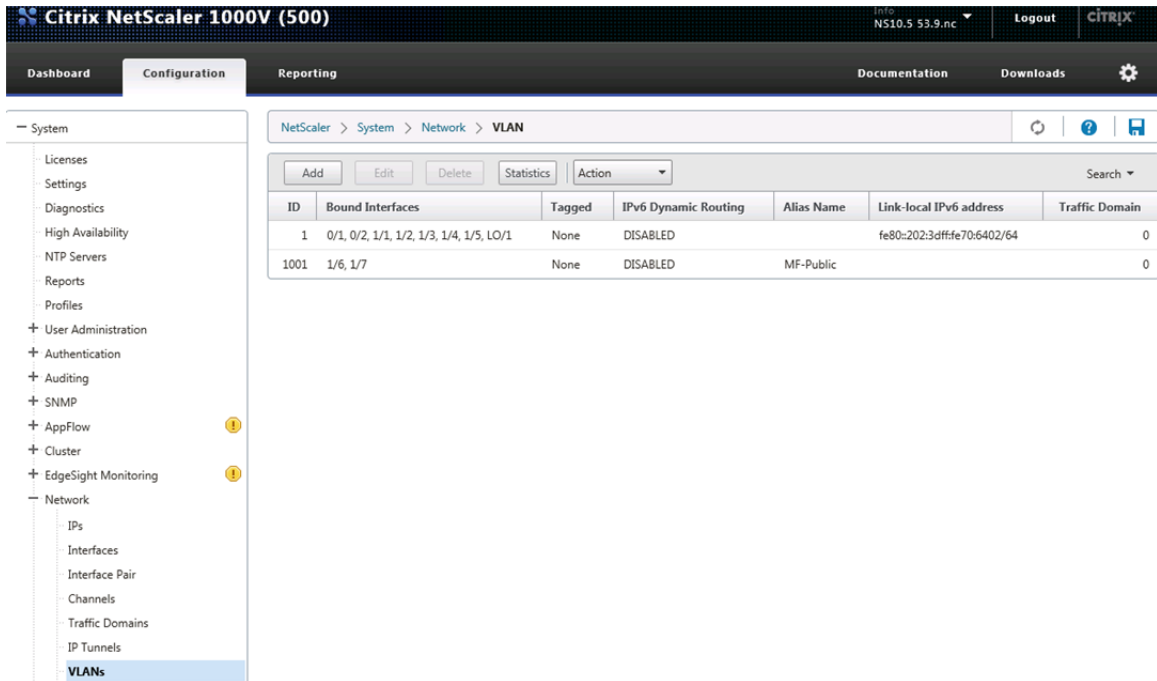 Citrix NetScaler 1000V (500)
Info
NS10.5 53.9.nc
Logout
CİTRIX
Dashboard
Configuration
Reporting
Documentation
Downloads
System
Licenses
Settings
Diagnostics
High Availability
NTP Servers
Reports
Profiles
User Administration
Authentication
Auditing
SNMP
AppFlow
Cluster
EdgeSight Monitoring
Network
IPs
Interfaces
Interface Pair
Channels
Traffic Domains
IP Tunnels
VLANs
NetScaler > System > Network > VLAN
Add Edit Delete Statistics Action Search
ID Bound Interfaces Tagged IPv6 Dynamic Routing Alias Name Link-local IPv6 address Traffic Domain
1 0/1, 0/2, 1/1, 1/2, 1/3, 1/4, 1/5, LO/1 None DISABLED fe80::202:3dff:fe70:6402/64 0
1001 1/6, 1/7 None DISABLED MF-Public 0